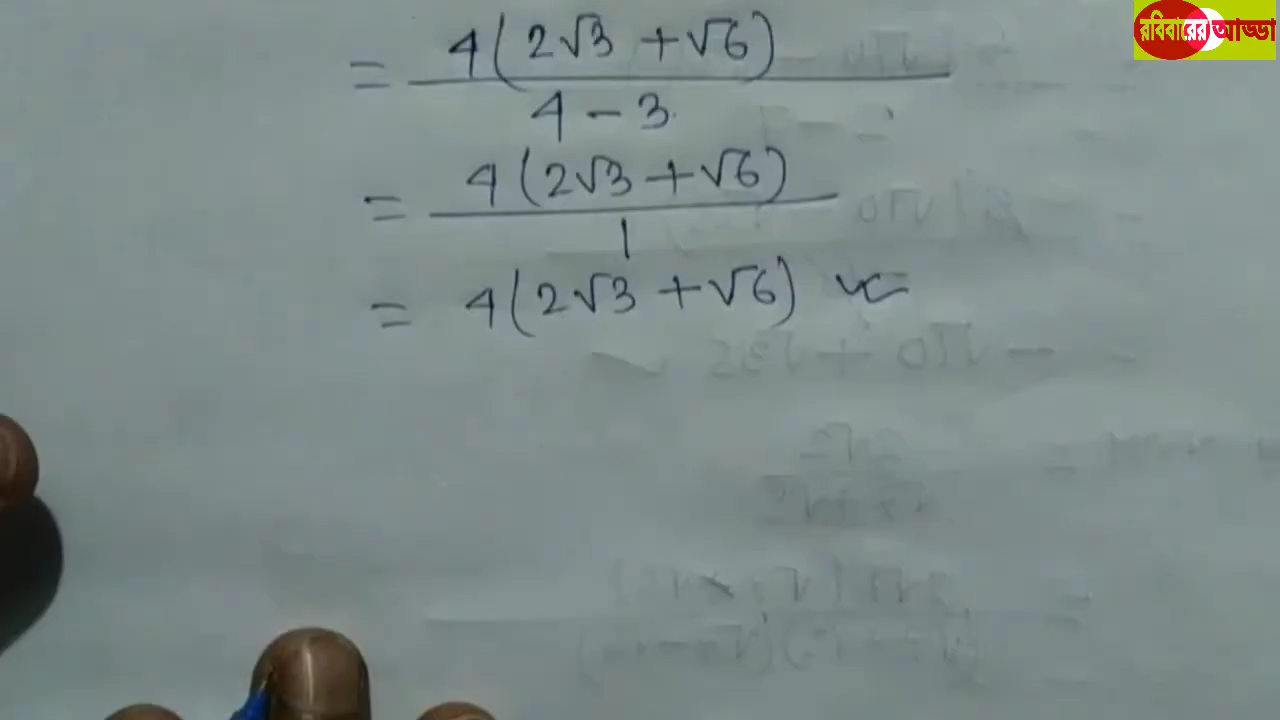 রবিবারের আড্ডা
= 4(2√3 + √6)
4 - 3
= 4(2√3 + √6)
1
= 4(2√3 + √6)